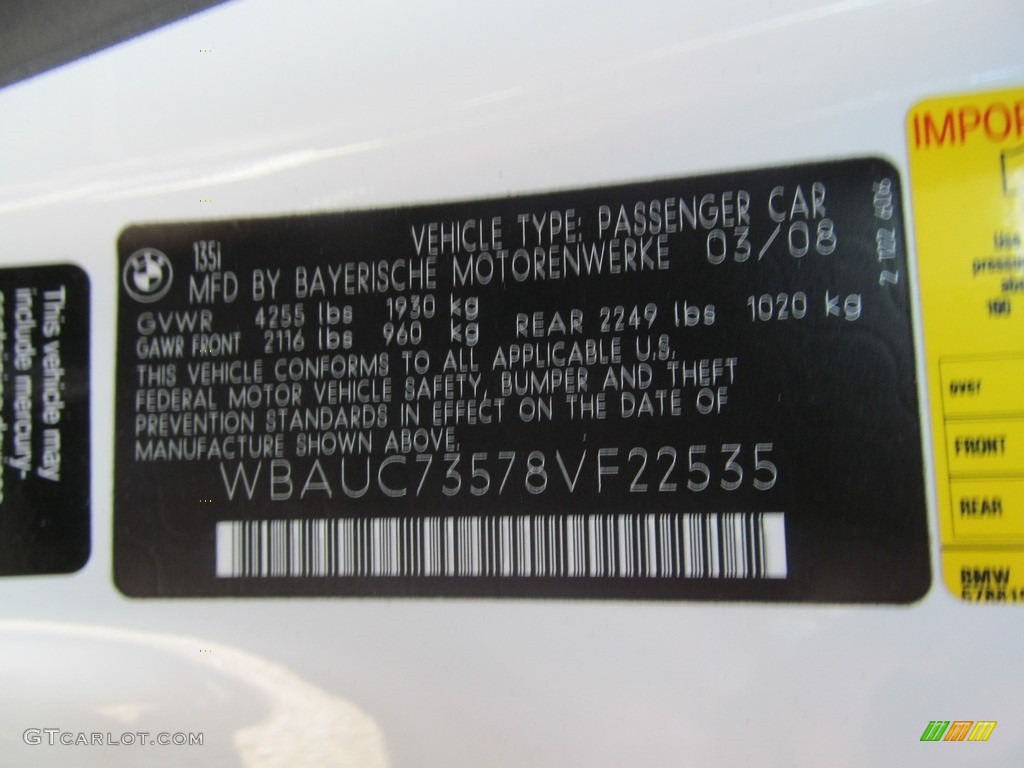 135i
VEHICLE TYPE: PASSENGER CAR
MFD BY BAYERISCHE MOTORENWERKE 03/08
GVWR 4255 lbs 1930 kg
GAWR FRONT 2116 lbs 960 kg REAR 2249 lbs 1020 kg
THIS VEHICLE CONFORMS TO ALL APPLICABLE U.S.
FEDERAL MOTOR VEHICLE SAFETY, BUMPER AND THEFT
PREVENTION STANDARDS IN EFFECT ON THE DATE OF
MANUFACTURE SHOWN ABOVE.
WBAUC73578VF22535
This vehicle may
include mercury-
IMPOR
Use
over
FRONT
REAR
BMW
GTCARLOT.COM